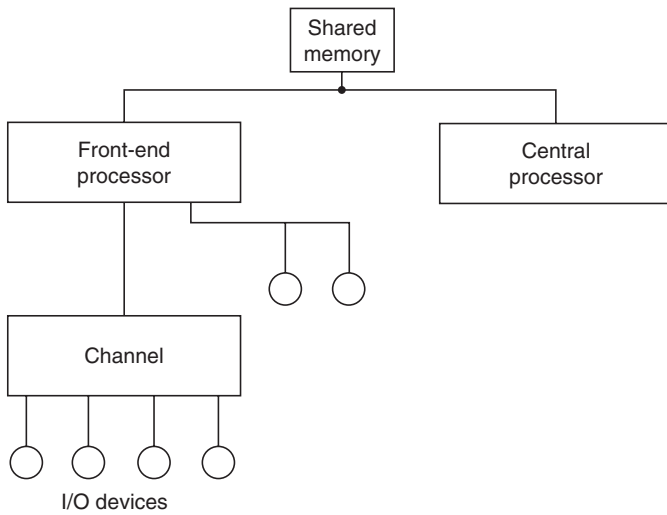 Shared
memory
Front-end
processor
Central
processor
Channel
I/O devices